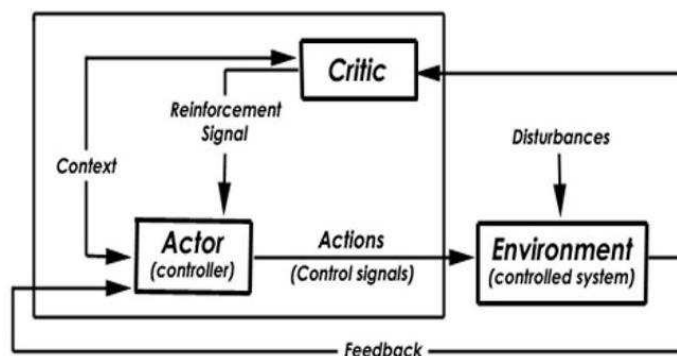 Critic
Reinforcement
Signal
Disturbances
Context
Actor
(controller)
Actions
(Control signals)
Environment
(controlled system)
Feedback